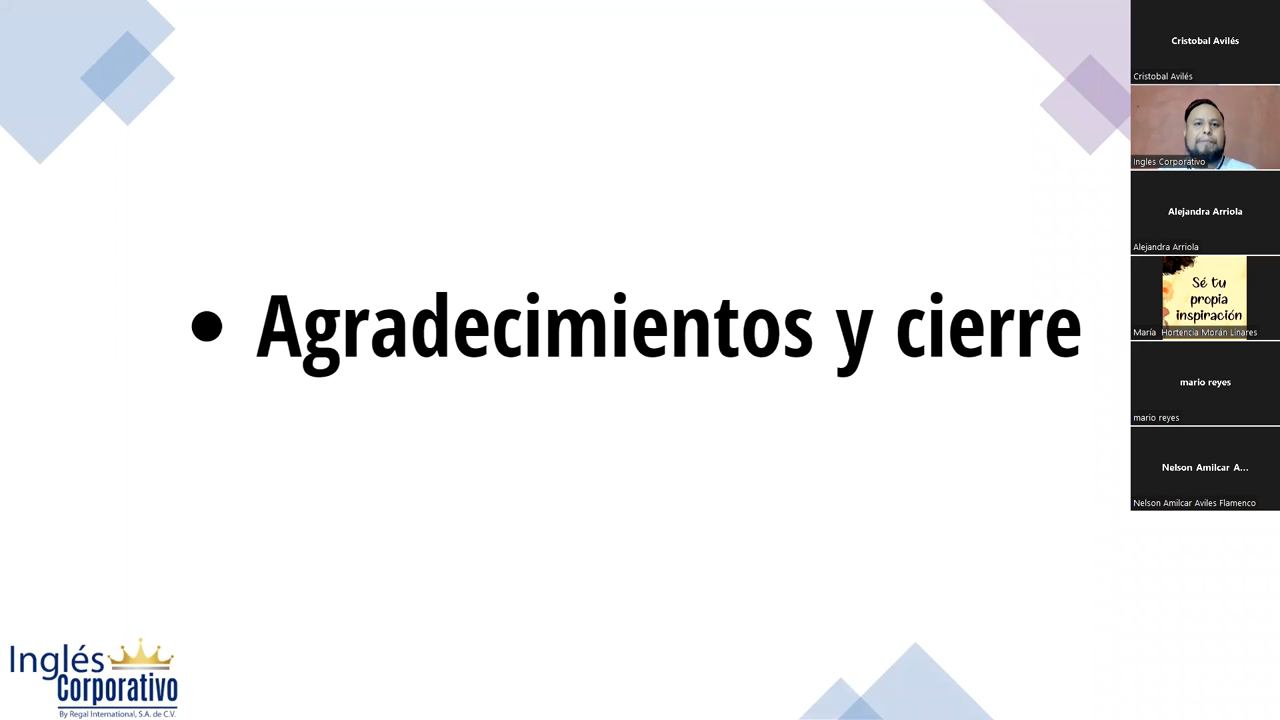 • Agradecimientos y cierre
Inglés
Corporativo
By Regal International, S.A. de C.V.
Cristobal Avilés
Cristobal Avilés
Ingles Corporativo
Alejandra Arriola
Alejandra Arriola
Sé tu
propia
inspiración
María Hortencia Morán Linares
mario reyes
mario reyes
Nelson Amilcar A...
Nelson Amilcar Aviles Flamenco